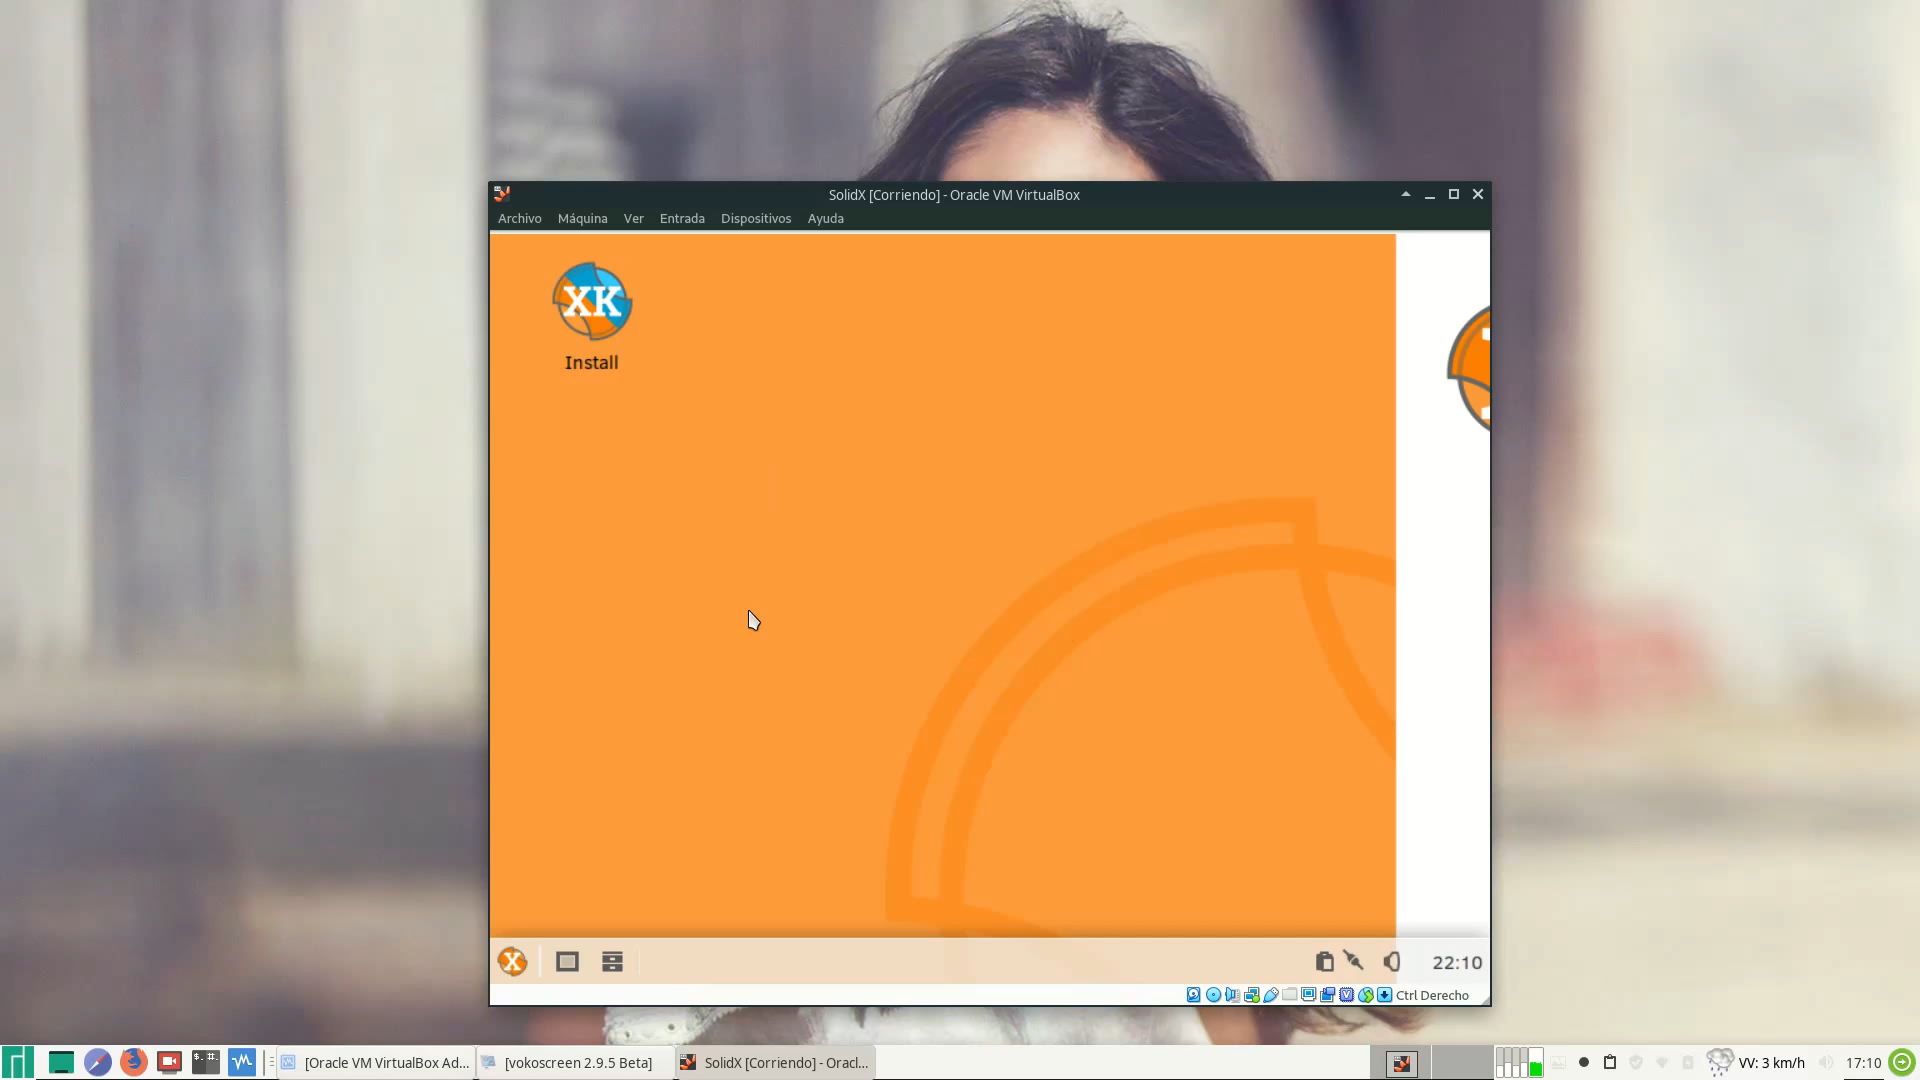 SolidX [Corriendo] - Oracle VM VirtualBox
Archivo Máquina Ver Entrada Dispositivos Ayuda
XK
Install
X
22:10
Ctrl Derecho
[Oracle VM VirtualBox Ad... [vokoscreen 2.9.5 Beta] SolidX [Corriendo] - Oracl... VV: 3 km/h 17:10